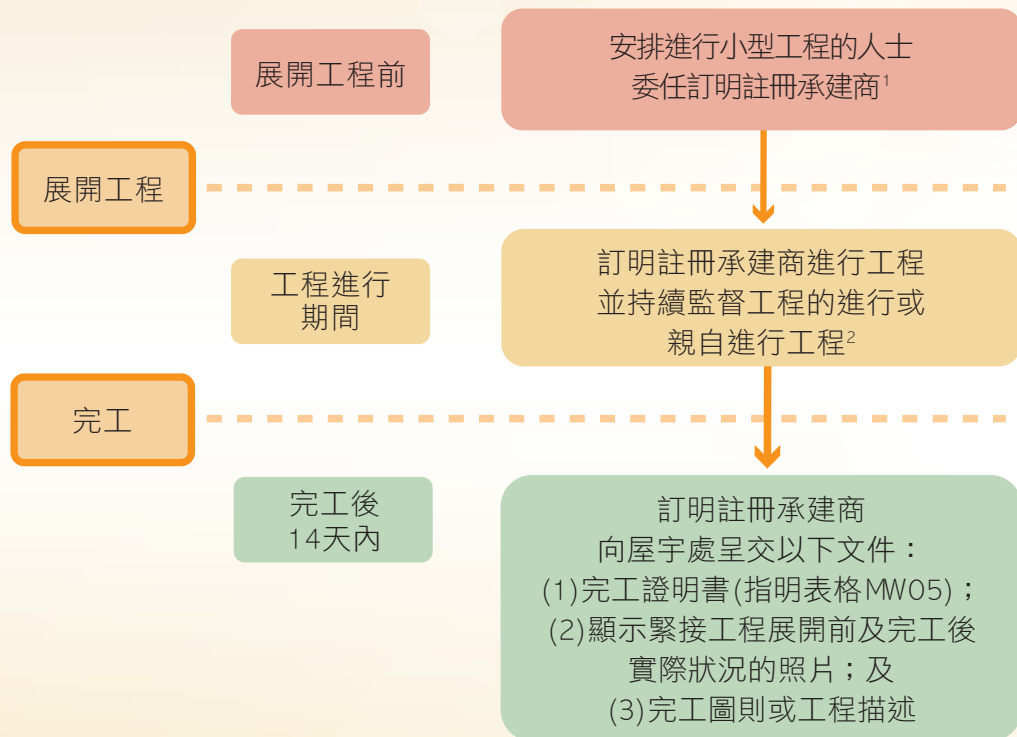 展開工程前
安排進行小型工程的人士
委任訂明註冊承建商¹
展開工程
工程進行
期間
訂明註冊承建商進行工程
並持續監督工程的進行或
親自進行工程²
完工
完工後
14天內
訂明註冊承建商
向屋宇處呈交以下文件：
(1)完工證明書(指明表格MW05)；
(2)顯示緊接工程展開前及完工後
實際狀況的照片；及
(3)完工圖則或工程描述